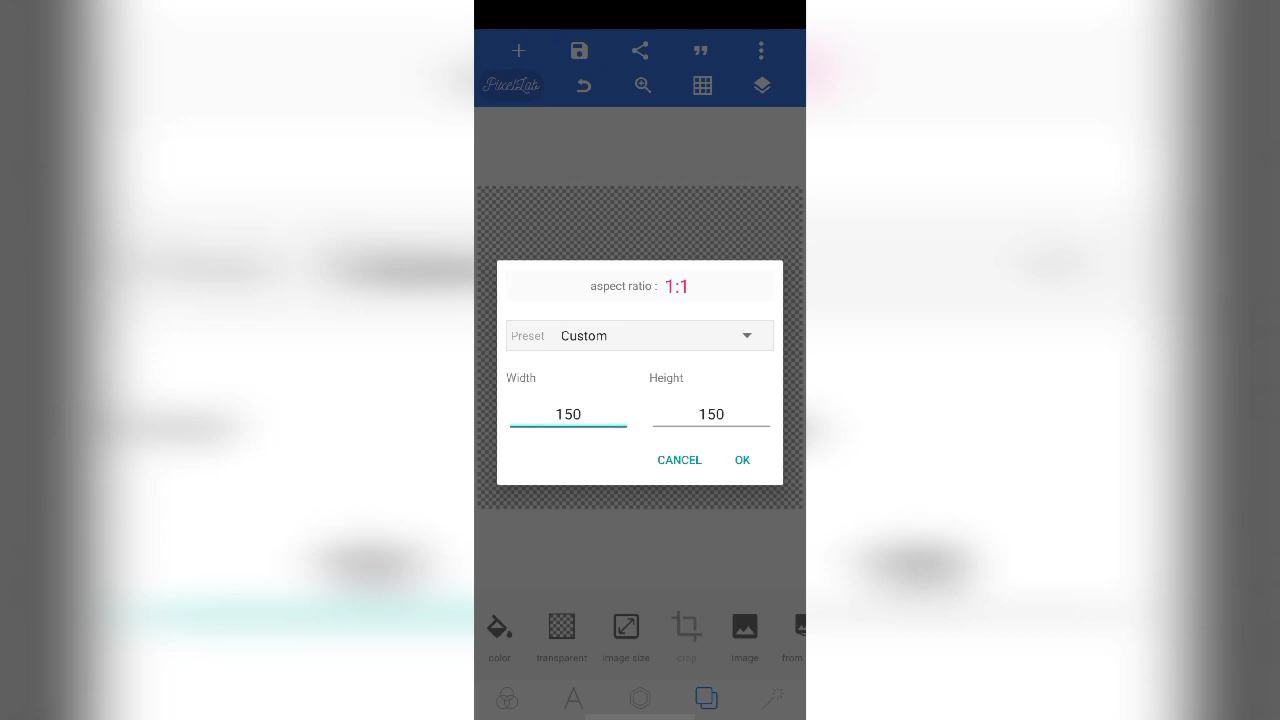 PixelLab
aspect ratio : 1:1
Preset Custom
Width Height
150 150
CANCEL OK
color transparent image size crop image from